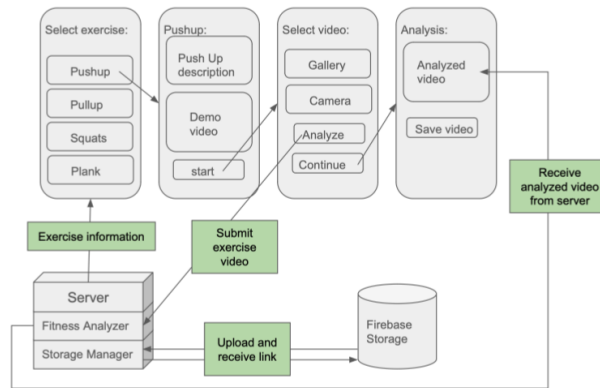 Select exercise:
Pushup
Pullup
Squats
Plank
Pushup:
Push Up
description
Demo
video
start
Select video:
Gallery
Camera
Analyze
Continue
Analysis:
Analyzed
video
Save video
Receive
analyzed video
from server
Exercise information
Submit
exercise
video
Server
Fitness Analyzer
Storage Manager
Upload and
receive link
Firebase
Storage